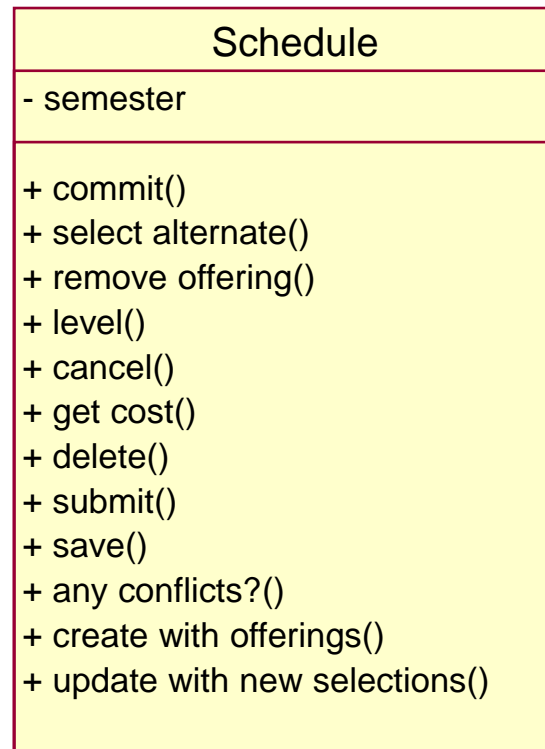 Schedule
- semester
+ commit()
+ select alternate()
+ remove offering()
+ level()
+ cancel()
+ get cost()
+ delete()
+ submit()
+ save()
+ any conflicts?()
+ create with offerings()
+ update with new selections()